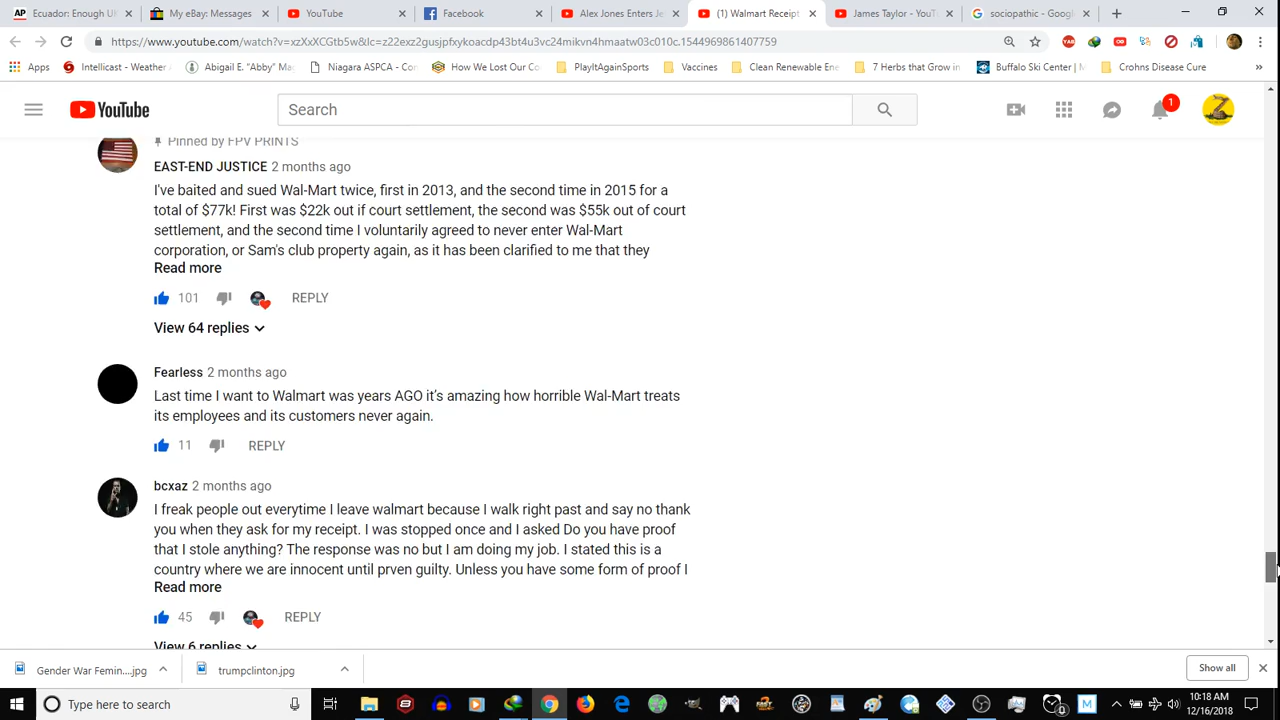 Ecuador: Enough Uk
My eBay: Messages
YouTube
Facebook
Alex Jones Enters Je
(1) Walmart Receipt
James Taylor - YouT
sociopathic - Google
https://www.youtube.com/watch?v=xzXxXCGtb5w&lc=z22exz2gusjpfxykoacdp43bt4u3vc24mikvn4hmaatw03c010c.1544969861407759
Apps
Intellicast - Weather
Abigail E. "Abby" Ma
Niagara ASPCA - Con
How We Lost Our Co
PlayItAgainSports
Vaccines
Clean Renewable Ene
7 Herbs that Grow in
Buffalo Ski Center | M
Crohns Disease Cure
YouTube
Search
1
Pinned by FPV PRINTS
EAST-END JUSTICE 2 months ago
I've baited and sued Wal-Mart twice, first in 2013, and the second time in 2015 for a
total of $77k! First was $22k out if court settlement, the second was $55k out of court
settlement, and the second time I voluntarily agreed to never enter Wal-Mart
corporation, or Sam's club property again, as it has been clarified to me that they
Read more
101 REPLY
View 64 replies
Fearless 2 months ago
Last time I want to Walmart was years AGO it's amazing how horrible Wal-Mart treats
its employees and its customers never again.
11 REPLY
bcxaz 2 months ago
I freak people out everytime I leave walmart because I walk right past and say no thank
you when they ask for my receipt. I was stopped once and I asked Do you have proof
that I stole anything? The response was no but I am doing my job. I stated this is a
country where we are innocent until prven guilty. Unless you have some form of proof I
Read more
45 REPLY
View 6 replies
Gender War Femin....jpg
trumpclinton.jpg
Show all
Type here to search
10:18 AM
12/16/2018